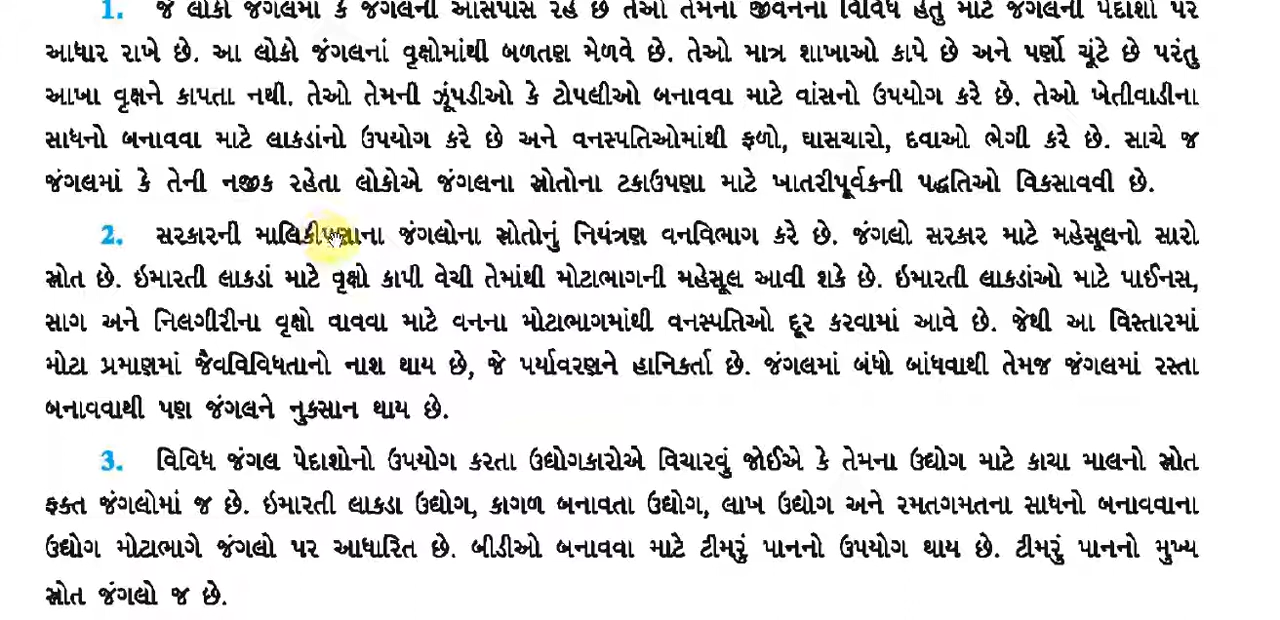 1. જે લોકો જંગલમાં કે જંગલની આસપાસ રહે છે તેઓ તેમના જીવનના વિવિધ હેતુ માટે જંગલની પેદાશો પર
આધાર રાખે છે. આ લોકો જંગલનાં વૃક્ષોમાંથી બળતણ મેળવે છે. તેઓ માત્ર શાખાઓ કાપે છે અને પર્ણો ચૂંટે છે પરંતુ
આખા વૃક્ષને કાપતા નથી. તેઓ તેમની ઝૂંપડીઓ કે ટોપલીઓ બનાવવા માટે વાંસનો ઉપયોગ કરે છે. તેઓ ખેતીવાડીના
સાધનો બનાવવા માટે લાકડાંનો ઉપયોગ કરે છે અને વનસ્પતિઓમાંથી ફળો, ઘાસચારો, દવાઓ ભેગી કરે છે. સાચે જ
જંગલમાં કે તેની નજીક રહેતા લોકોએ જંગલના સ્રોતોના ટકાઉપણા માટે ખાતરીપૂર્વકની પદ્ધતિઓ વિકસાવવી છે.
2. સરકારની માલિકીપણાના જંગલોના સ્રોતોનું નિયંત્રણ વનવિભાગ કરે છે. જંગલો સરકાર માટે મહેસૂલનો સારો
સ્રોત છે. ઇમારતી લાકડાં માટે વૃક્ષો કાપી વેચી તેમાંથી મોટાભાગની મહેસૂલ આવી શકે છે. ઇમારતી લાકડાંઓ માટે પાઈનસ,
સાગ અને નિલગીરીના વૃક્ષો વાવવા માટે વનના મોટાભાગમાંથી વનસ્પતિઓ દૂર કરવામાં આવે છે. જેથી આ વિસ્તારમાં
મોટા પ્રમાણમાં જૈવવિવિધતાનો નાશ થાય છે, જે પર્યાવરણને હાનિકર્તા છે. જંગલમાં બંધો બાંધવાથી તેમજ જંગલમાં રસ્તા
બનાવવાથી પણ જંગલને નુકસાન થાય છે.
3. વિવિધ જંગલ પેદાશોનો ઉપયોગ કરતા ઉદ્યોગકારોએ વિચારવું જોઈએ કે તેમના ઉદ્યોગ માટે કાચા માલનો સ્રોત
ફક્ત જંગલોમાં જ છે. ઇમારતી લાકડા ઉદ્યોગ, કાગળ બનાવતા ઉદ્યોગ, લાખ ઉદ્યોગ અને રમતગમતના સાધનો બનાવવાના
ઉદ્યોગ મોટાભાગે જંગલો પર આધારિત છે. બીડીઓ બનાવવા માટે ટીમરું પાનનો ઉપયોગ થાય છે. ટીમરું પાનનો મુખ્ય
સ્રોત જંગલો જ છે.